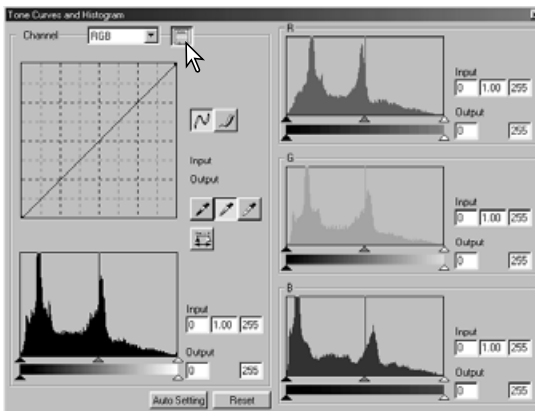 Tone Curves and Histogram
Channel
RGB
Input
Output
Input
0 1.00 255
Output
0 255
Auto Setting
Reset
R
Input
0 1.00 255
Output
0 255
G
Input
0 1.00 255
Output
0 255
B
Input
0 1.00 255
Output
0 255